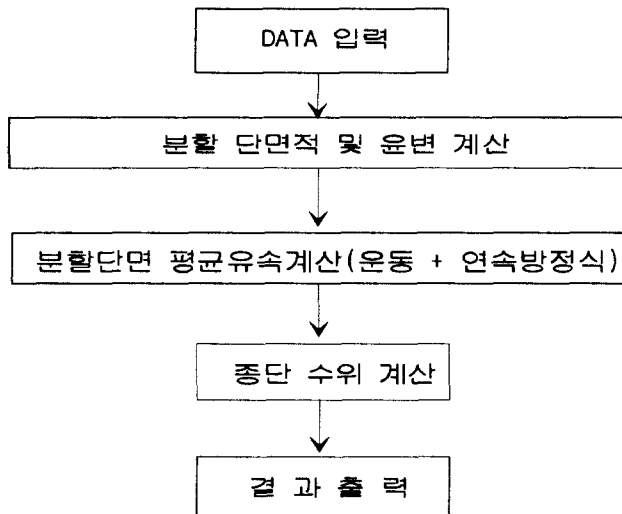 DATA 입력
분할 단면적 및 윤변 계산
분할단면 평균유속계산(운동 + 연속방정식)
종단 수위 계산
결 과 출 력